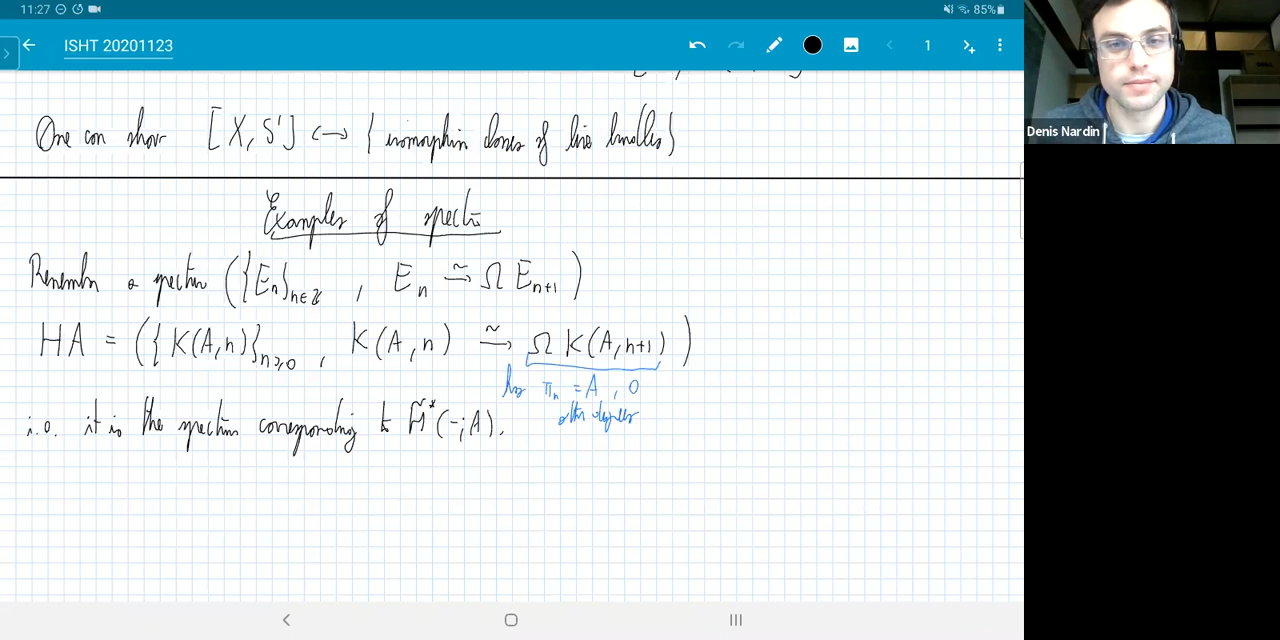 11:27 85%
ISHT 20201123
1
Denis Nardin
One can show [X, S¹] ↔ { isomorphism classes of line bundles }
Examples of spectra
Remember a spectrum ({Eₙ}ₙ∈ℤ , Eₙ ⥲ Ω Eₙ₊₁)
HA = ({K(A,n)}ₙ≥₀ , K(A,n) ⥲ Ω K(A,n+1))
has πₙ = A , 0
other degrees
i.e. it is the spectrum corresponding to H̃*(-;A).